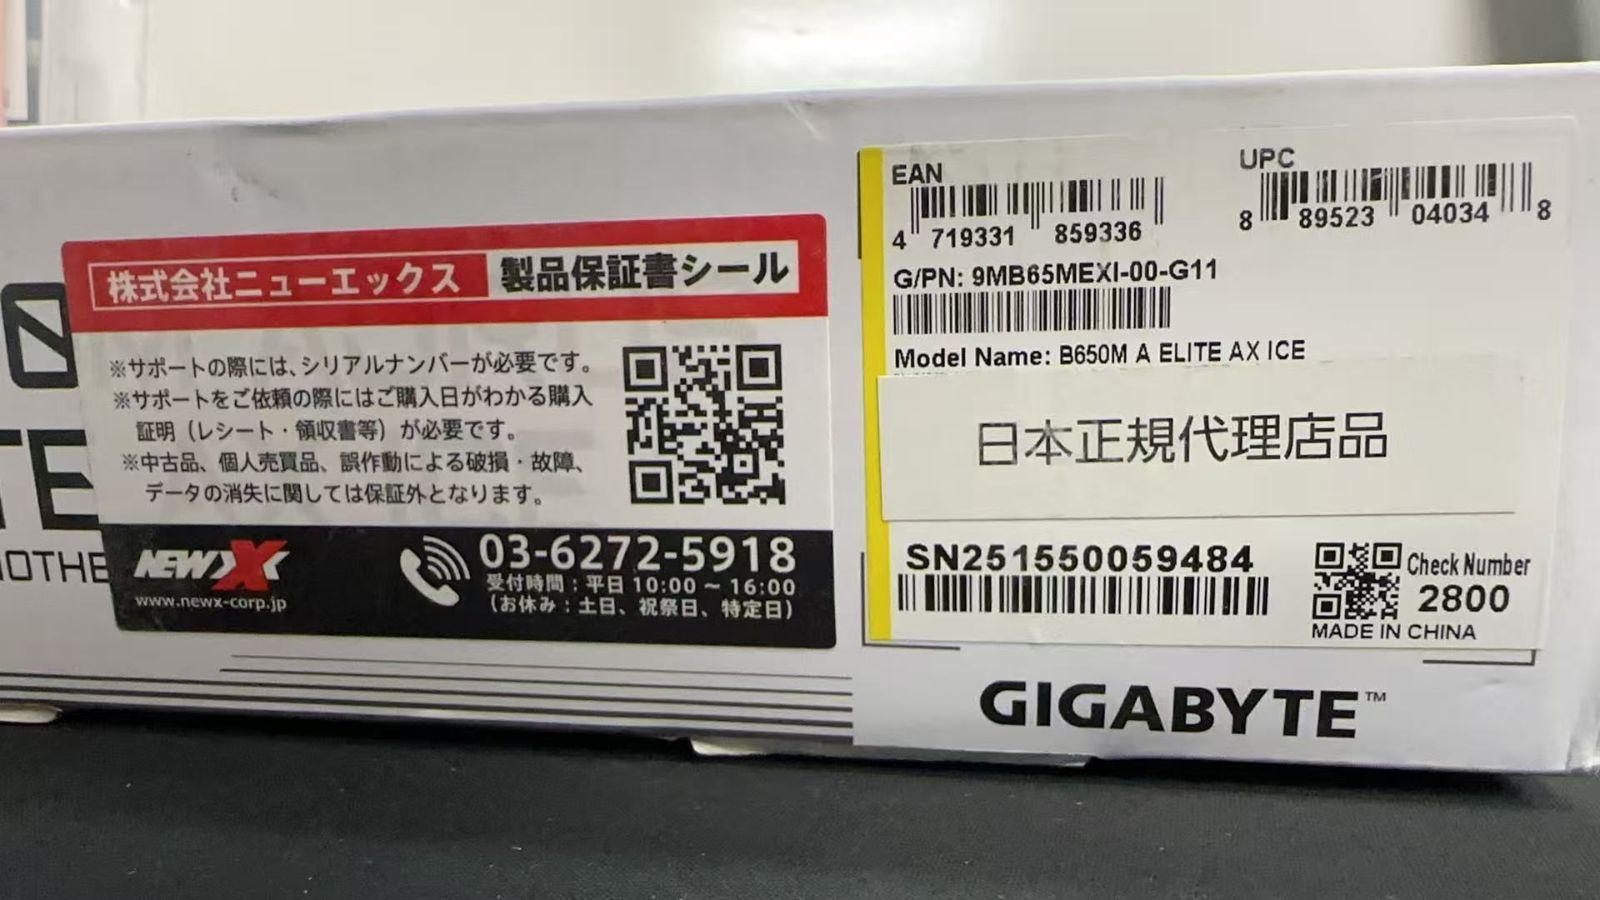 株式会社ニューエックス 製品保証書シール
※サポートの際には、シリアルナンバーが必要です。
※サポートをご依頼の際にはご購入日がわかる購入
証明（レシート・領収書等）が必要です。
※中古品、個人売買品、誤作動による破損・故障、
データの消失に関しては保証外となります。
NEWX
www.newx-corp.jp
03-6272-5918
受付時間：平日 10:00 ~ 16:00
（お休み：土日、祝祭日、特定日）
EAN
4 719331 859336
UPC
8 89523 04034 8
G/PN: 9MB65MEXI-00-G11
Model Name: B650M A ELITE AX ICE
日本正規代理店品
SN251550059484
Check Number
2800
MADE IN CHINA
GIGABYTE™